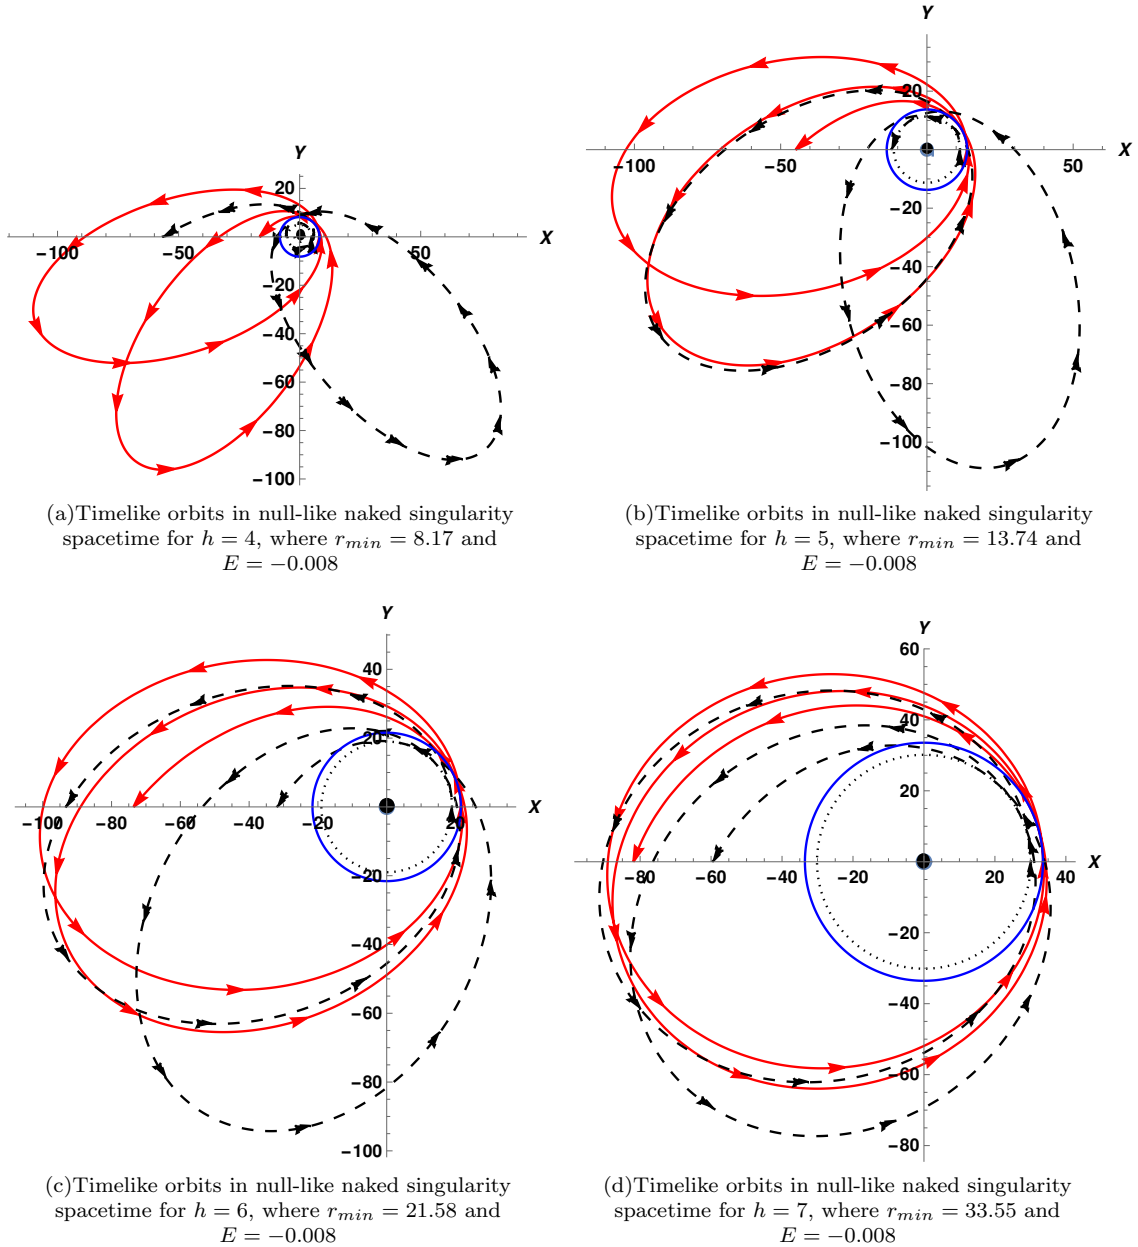 Y
20
X
−100
−50
50
−20
−40
−60
−80
−100
(a)Timelike orbits in null-like naked singularity
spacetime for h = 4, where r_min = 8.17 and
E = −0.008
Y
20
X
−100
−50
50
−20
−40
−60
−80
−100
(b)Timelike orbits in null-like naked singularity
spacetime for h = 5, where r_min = 13.74 and
E = −0.008
Y
40
20
X
−100
−80
−60
−40
−20
20
−20
−40
−60
−80
−100
(c)Timelike orbits in null-like naked singularity
spacetime for h = 6, where r_min = 21.58 and
E = −0.008
Y
60
40
20
X
−80
−60
−40
−20
20
40
−20
−40
−60
−80
(d)Timelike orbits in null-like naked singularity
spacetime for h = 7, where r_min = 33.55 and
E = −0.008